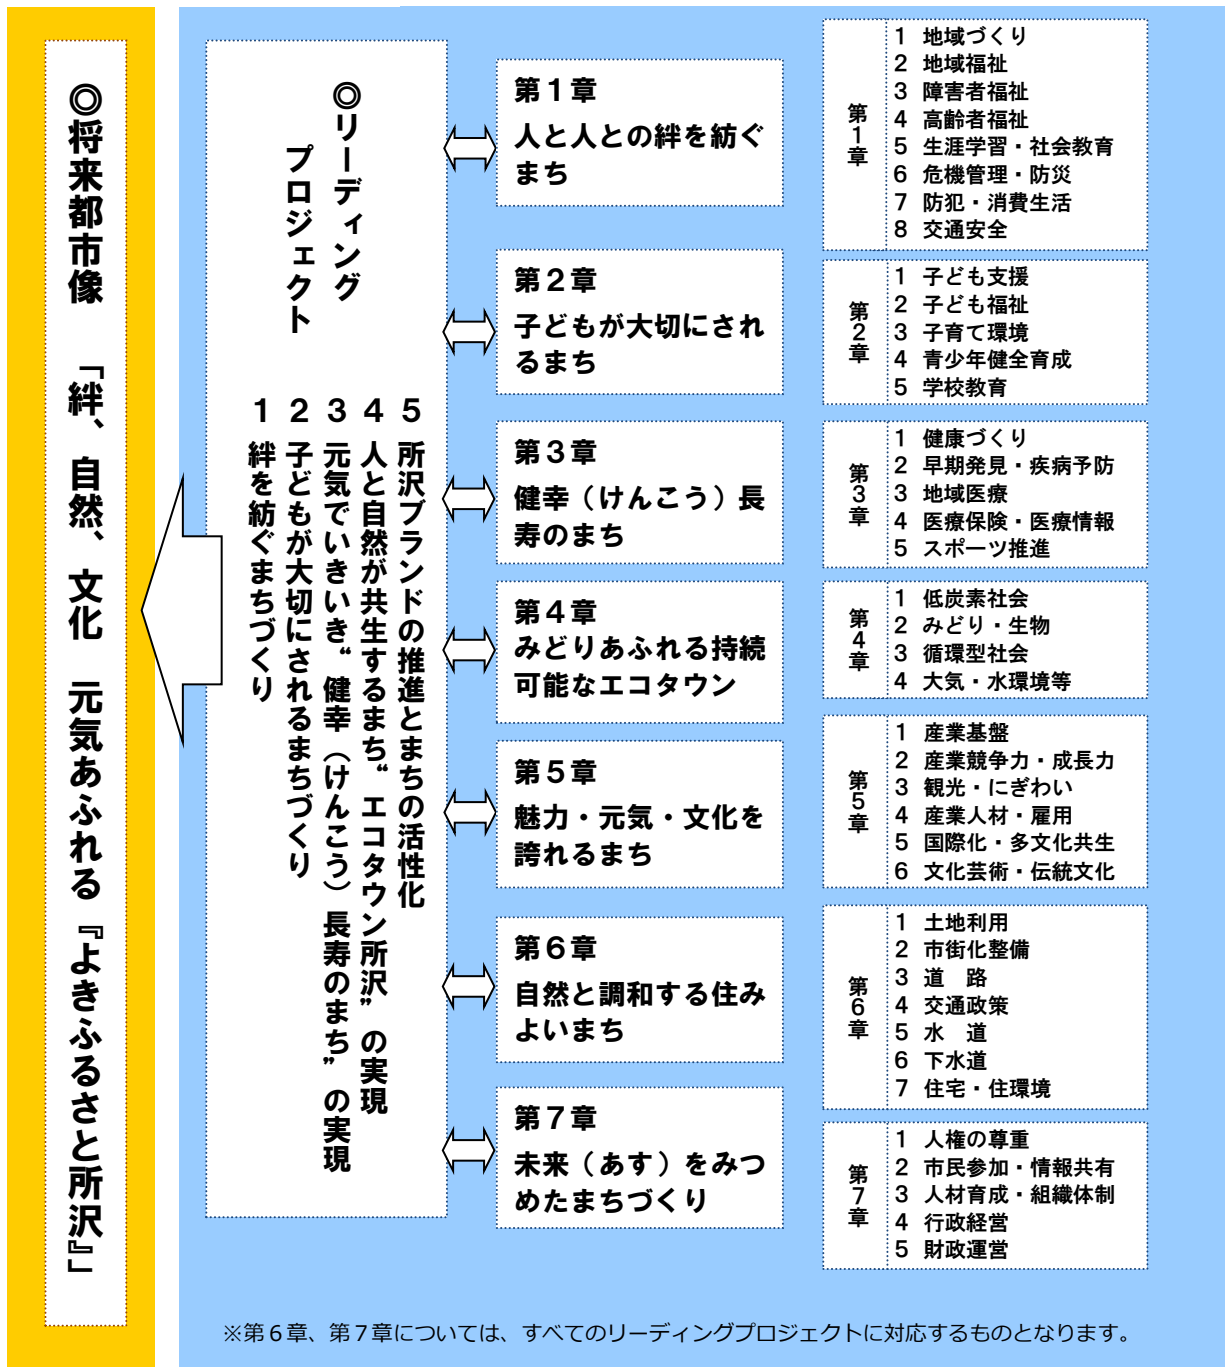 ◎将来都市像　「絆、自然、文化　元気あふれる『よきふるさと所沢』」
◎リーディング
プロジェクト
1 絆を紡ぐまちづくり
2 子どもが大切にされるまちづくり
3 元気でいきいき“健幸（けんこう）長寿のまち”の実現
4 人と自然が共生するまち“エコタウン所沢”の実現
5 所沢ブランドの推進とまちの活性化
第１章
人と人との絆を紡ぐ
まち
第２章
子どもが大切にされ
るまち
第３章
健幸（けんこう）長
寿のまち
第４章
みどりあふれる持続
可能なエコタウン
第５章
魅力・元気・文化を
誇れるまち
第６章
自然と調和する住み
よいまち
第７章
未来（あす）をみつ
めたまちづくり
第1章
1 地域づくり
2 地域福祉
3 障害者福祉
4 高齢者福祉
5 生涯学習・社会教育
6 危機管理・防災
7 防犯・消費生活
8 交通安全
第2章
1 子ども支援
2 子ども福祉
3 子育て環境
4 青少年健全育成
5 学校教育
第3章
1 健康づくり
2 早期発見・疾病予防
3 地域医療
4 医療保険・医療情報
5 スポーツ推進
第4章
1 低炭素社会
2 みどり・生物
3 循環型社会
4 大気・水環境等
第5章
1 産業基盤
2 産業競争力・成長力
3 観光・にぎわい
4 産業人材・雇用
5 国際化・多文化共生
6 文化芸術・伝統文化
第6章
1 土地利用
2 市街化整備
3 道　路
4 交通政策
5 水　道
6 下水道
7 住宅・住環境
第7章
1 人権の尊重
2 市民参加・情報共有
3 人材育成・組織体制
4 行政経営
5 財政運営
※第６章、第７章については、すべてのリーディングプロジェクトに対応するものとなります。